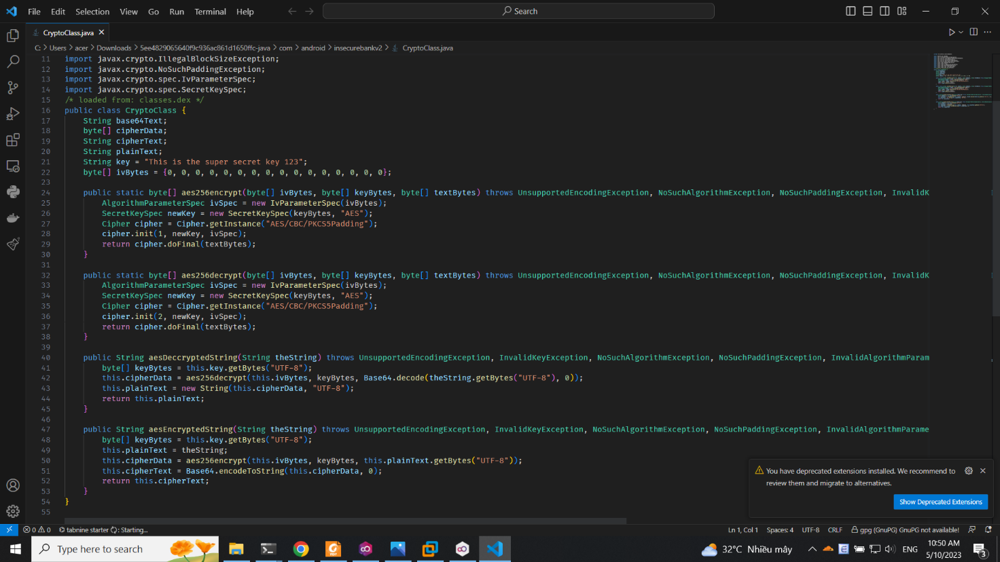 File Edit Selection View Go Run Terminal Help
Search
CryptoClass.java
C: > Users > acer > Downloads > 5ee4829065640f9c936ac861d1650ffc-java > com > android > insecurebankv2 > CryptoClass.java
11 import javax.crypto.IllegalBlockSizeException;
12 import javax.crypto.NoSuchPaddingException;
13 import javax.crypto.spec.IvParameterSpec;
14 import javax.crypto.spec.SecretKeySpec;
15 /* loaded from: classes.dex */
16 public class CryptoClass {
17 String base64Text;
18 byte[] cipherData;
19 String cipherText;
20 String plainText;
21 String key = "This is the super secret key 123";
22 byte[] ivBytes = {0, 0, 0, 0, 0, 0, 0, 0, 0, 0, 0, 0, 0, 0, 0, 0};
23
24 public static byte[] aes256encrypt(byte[] ivBytes, byte[] keyBytes, byte[] textBytes) throws UnsupportedEncodingException, NoSuchAlgorithmException, NoSuchPaddingException, InvalidK
25 AlgorithmParameterSpec ivSpec = new IvParameterSpec(ivBytes);
26 SecretKeySpec newKey = new SecretKeySpec(keyBytes, "AES");
27 Cipher cipher = Cipher.getInstance("AES/CBC/PKCS5Padding");
28 cipher.init(1, newKey, ivSpec);
29 return cipher.doFinal(textBytes);
30 }
31
32 public static byte[] aes256decrypt(byte[] ivBytes, byte[] keyBytes, byte[] textBytes) throws UnsupportedEncodingException, NoSuchAlgorithmException, NoSuchPaddingException, InvalidK
33 AlgorithmParameterSpec ivSpec = new IvParameterSpec(ivBytes);
34 SecretKeySpec newKey = new SecretKeySpec(keyBytes, "AES");
35 Cipher cipher = Cipher.getInstance("AES/CBC/PKCS5Padding");
36 cipher.init(2, newKey, ivSpec);
37 return cipher.doFinal(textBytes);
38 }
39
40 public String aesDeccryptedString(String theString) throws UnsupportedEncodingException, InvalidKeyException, NoSuchAlgorithmException, NoSuchPaddingException, InvalidAlgorithmParam
41 byte[] keyBytes = this.key.getBytes("UTF-8");
42 this.cipherData = aes256decrypt(this.ivBytes, keyBytes, Base64.decode(theString.getBytes("UTF-8"), 0));
43 this.plainText = new String(this.cipherData, "UTF-8");
44 return this.plainText;
45 }
46
47 public String aesEncryptedString(String theString) throws UnsupportedEncodingException, InvalidKeyException, NoSuchAlgorithmException, NoSuchPaddingException, InvalidAlgorithmParame
48 byte[] keyBytes = this.key.getBytes("UTF-8");
49 this.plainText = theString;
50 this.cipherData = aes256encrypt(this.ivBytes, keyBytes, this.plainText.getBytes("UTF-8"));
51 this.cipherText = Base64.encodeToString(this.cipherData, 0);
52 return this.cipherText;
53 }
54 }
55
You have deprecated extensions installed. We recommend to
review them and migrate to alternatives.
Show Deprecated Extensions
0 0 tabnine starter : Starting... Ln 1, Col 1 Spaces: 4 UTF-8 CRLF gpg (GnuPG) GnuPG not available!
Type here to search
32°C Nhiều mây ENG
10:50 AM
5/10/2023
3